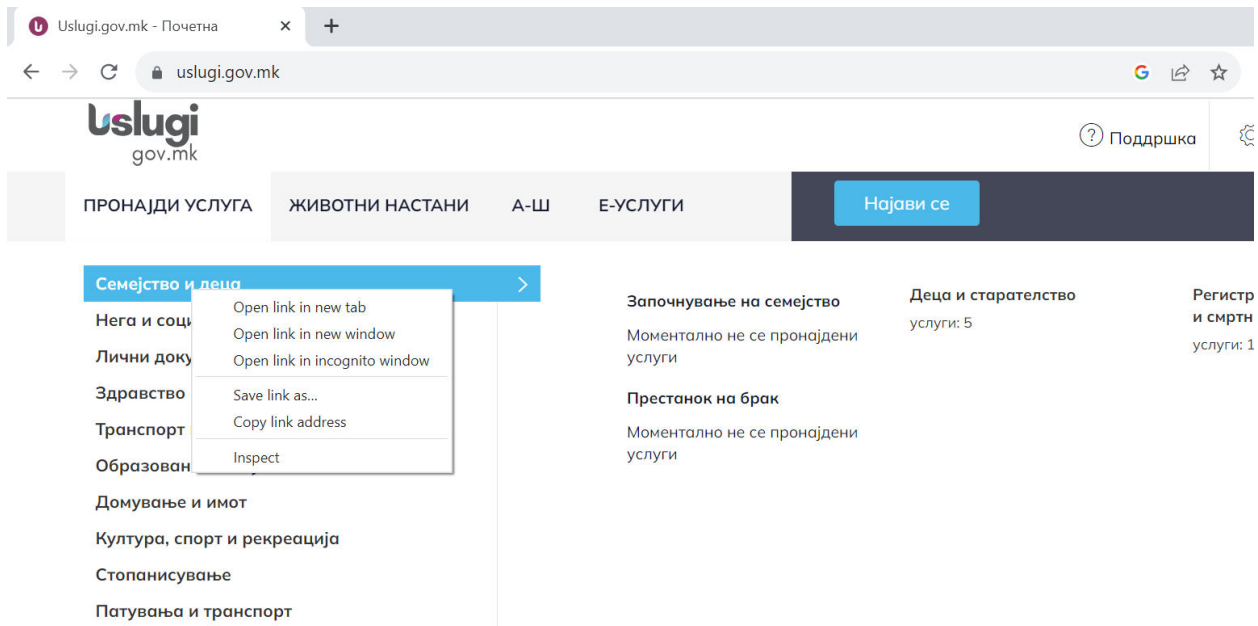 Uslugi.gov.mk - Почетна
uslugi.gov.mk
uslugi
gov.mk
Поддршка
ПРОНАЈДИ УСЛУГА
ЖИВОТНИ НАСТАНИ
А-Ш
Е-УСЛУГИ
Најави се
Семејство и деца
Нега и соци
Лични доку
Здравство
Транспорт
Образован
Домување и имот
Култура, спорт и рекреација
Стопанисување
Патувања и транспорт
Open link in new tab
Open link in new window
Open link in incognito window
Save link as...
Copy link address
Inspect
Започнување на семејство
Моментално не се пронајдени
услуги
Престанок на брак
Моментално не се пронајдени
услуги
Деца и старателство
услуги: 5
Регистр
и смртн
услуги: 1